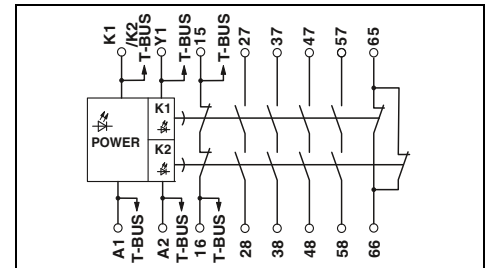 K1
/K2
T-BUS
Y1
T-BUS
15
T-BUS
27
37
47
57
65
K1
POWER
K2
A1
T-BUS
A2
T-BUS
16
T-BUS
28
38
48
58
66